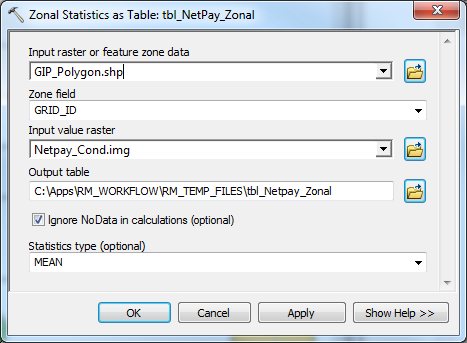 Zonal Statistics as Table: tbl_NetPay_Zonal
Input raster or feature zone data
GIP_Polygon.shp
Zone field
GRID_ID
Input value raster
Netpay_Cond.img
Output table
C:\Apps\RM_WORKFLOW\RM_TEMP_FILES\tbl_Netpay_Zonal
Ignore NoData in calculations (optional)
Statistics type (optional)
MEAN
OK Cancel Apply Show Help >>